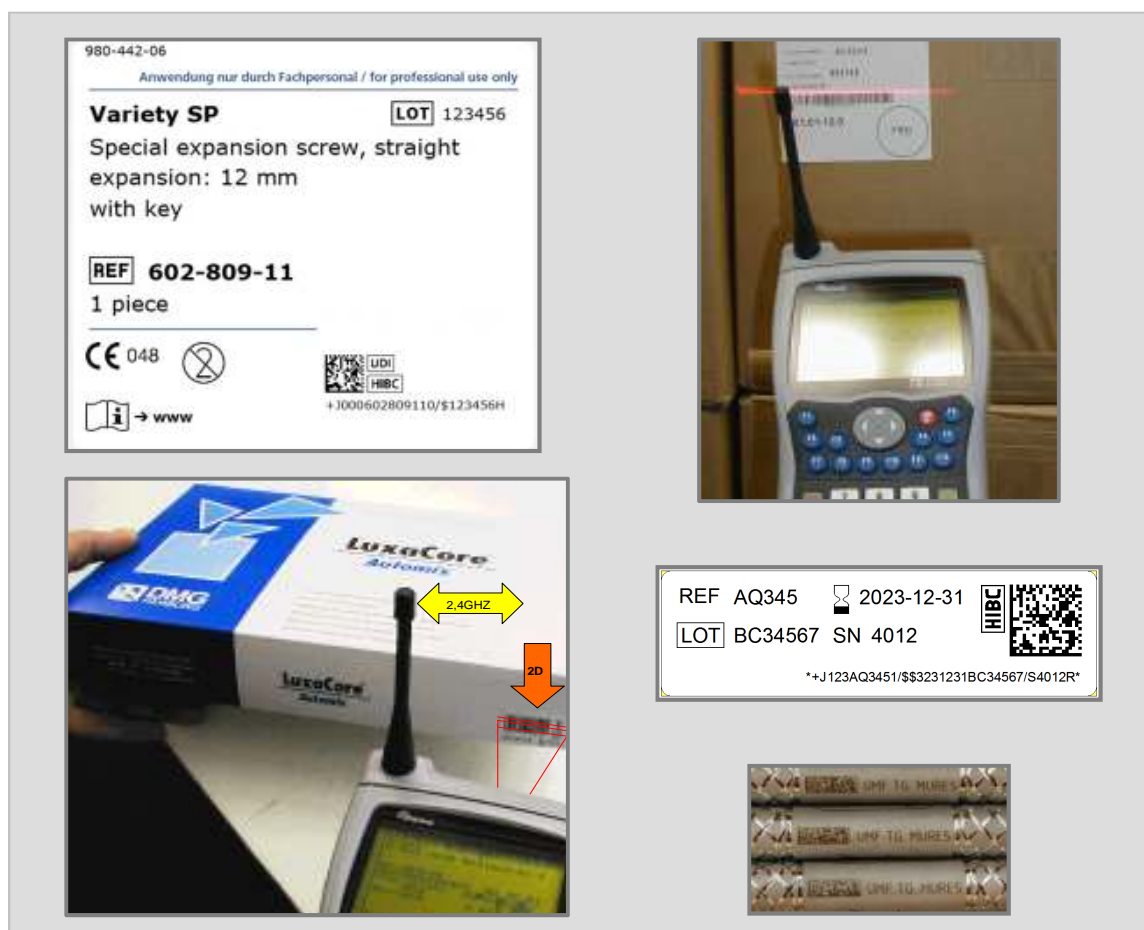 980-442-06
Anwendung nur durch Fachpersonal / for professional use only
Variety SP
LOT 123456
Special expansion screw, straight
expansion: 12 mm
with key
REF 602-809-11
1 piece
CE 048
2
UDI
HIBC
i → www
+J000602809110/$123456H
LuxaCore
Automix
DMG
2,4GHZ
2D
LuxaCore
Automix
REF AQ345
2023-12-31
LOT BC34567 SN 4012
HIBC
*+J123AQ3451/$$3231231BC34567/S4012R*
UMF TG MURES
UMF TG MURES
UMF TG MURES